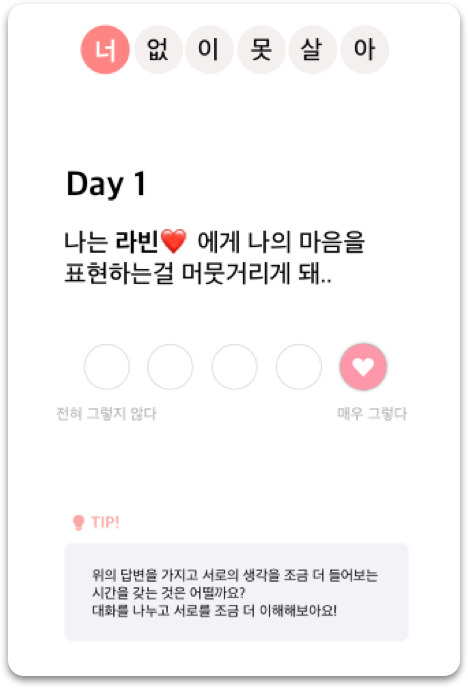 너 없 이 못 살 아
Day 1
나는 라빈❤️ 에게 나의 마음을
표현하는걸 머뭇거리게 돼..
전혀 그렇지 않다 매우 그렇다
TIP!
위의 답변을 가지고 서로의 생각을 조금 더 들어보는
시간을 갖는 것은 어떨까요?
대화를 나누고 서로를 조금 더 이해해보아요!